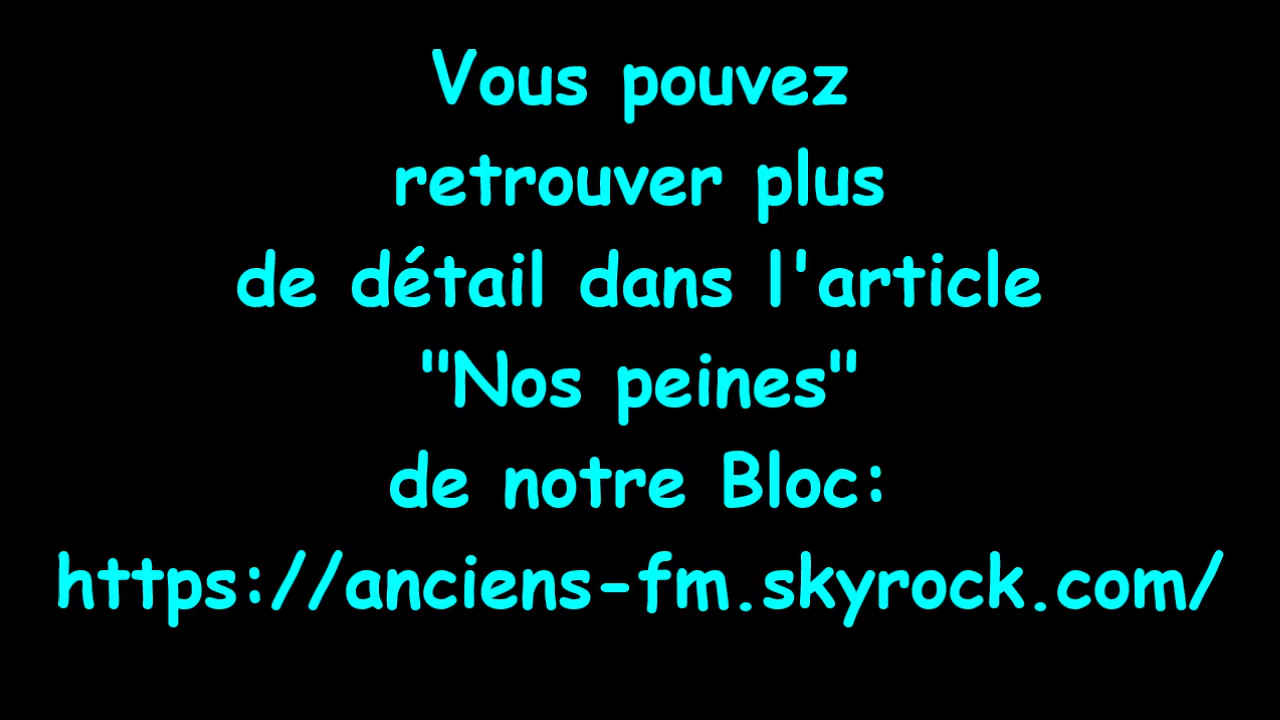 Vous pouvez
retrouver plus
de détail dans l'article
"Nos peines"
de notre Bloc:
https://anciens-fm.skyrock.com/